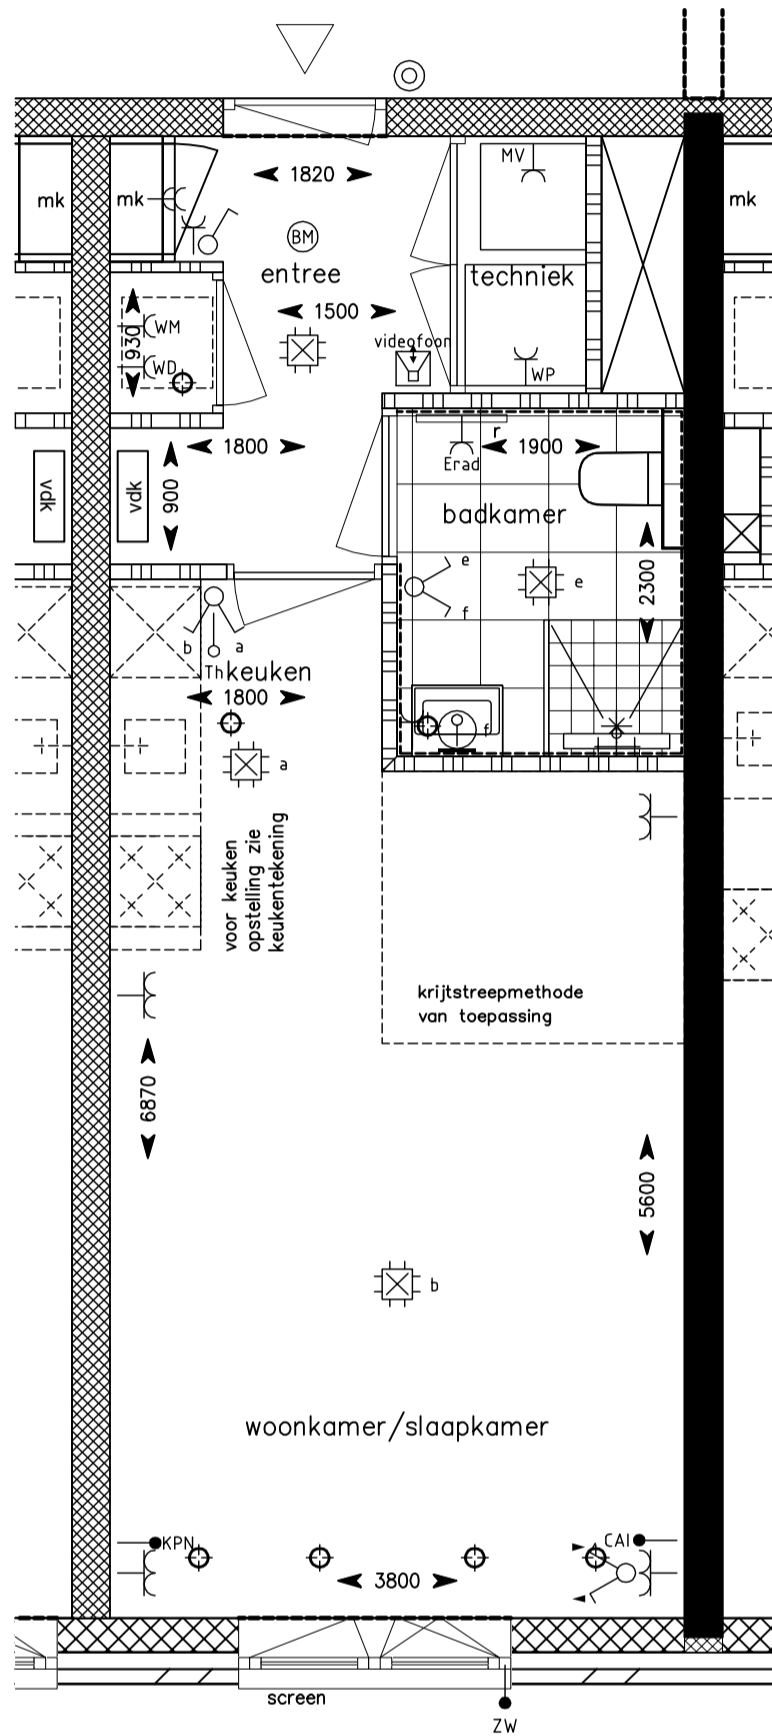 MV
1820
mk
mk
mk
BM
entree
techniek
1500
videofoon
WM
930
WD
WP
r
1800
1900
Erad
vdk
vdk
900
badkamer
e
e
2300
f
b
a
Th
keuken
1800
f
a
voor keuken
opstelling zie
keukentekening
krijtstreepmethode
van toepassing
6870
5600
b
woonkamer/slaapkamer
KPN
CAI
3800
screen
ZW